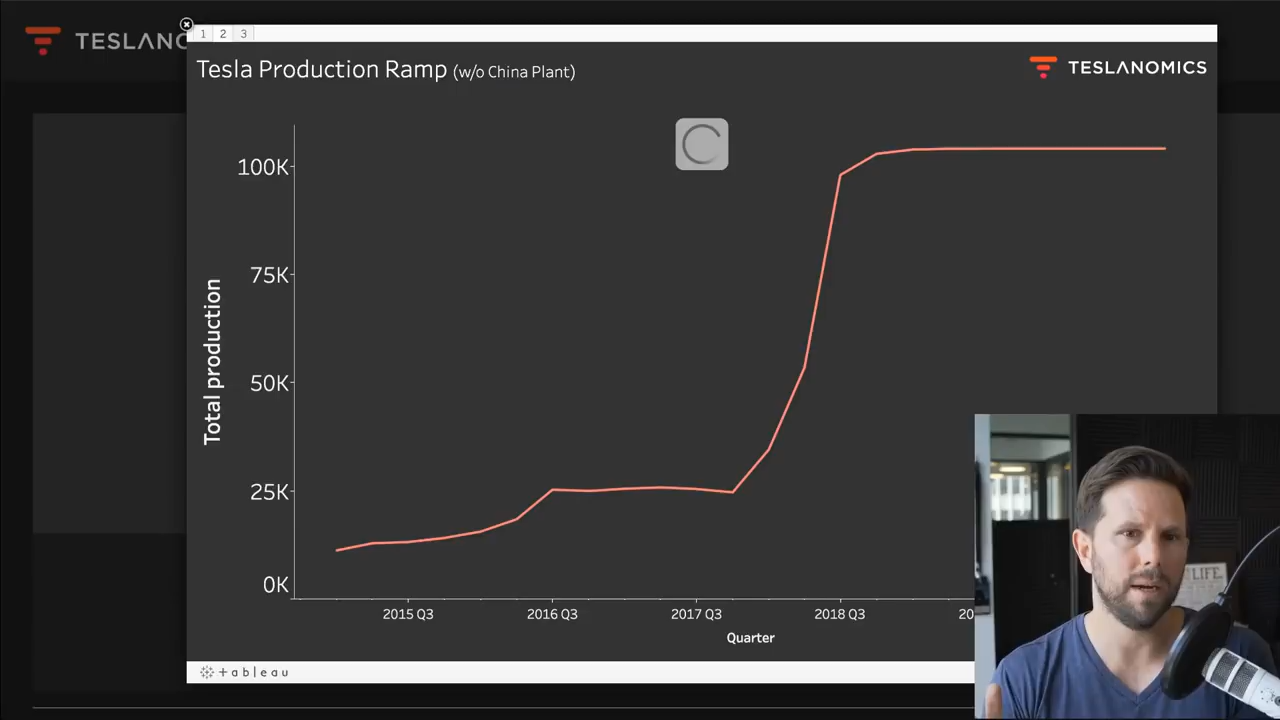 TESLANO
1 2 3
Tesla Production Ramp (w/o China Plant)
TESLANOMICS
100K
75K
50K
25K
0K
Total production
2015 Q3 2016 Q3 2017 Q3 2018 Q3 20
Quarter
+ a b l e a u
LIFE